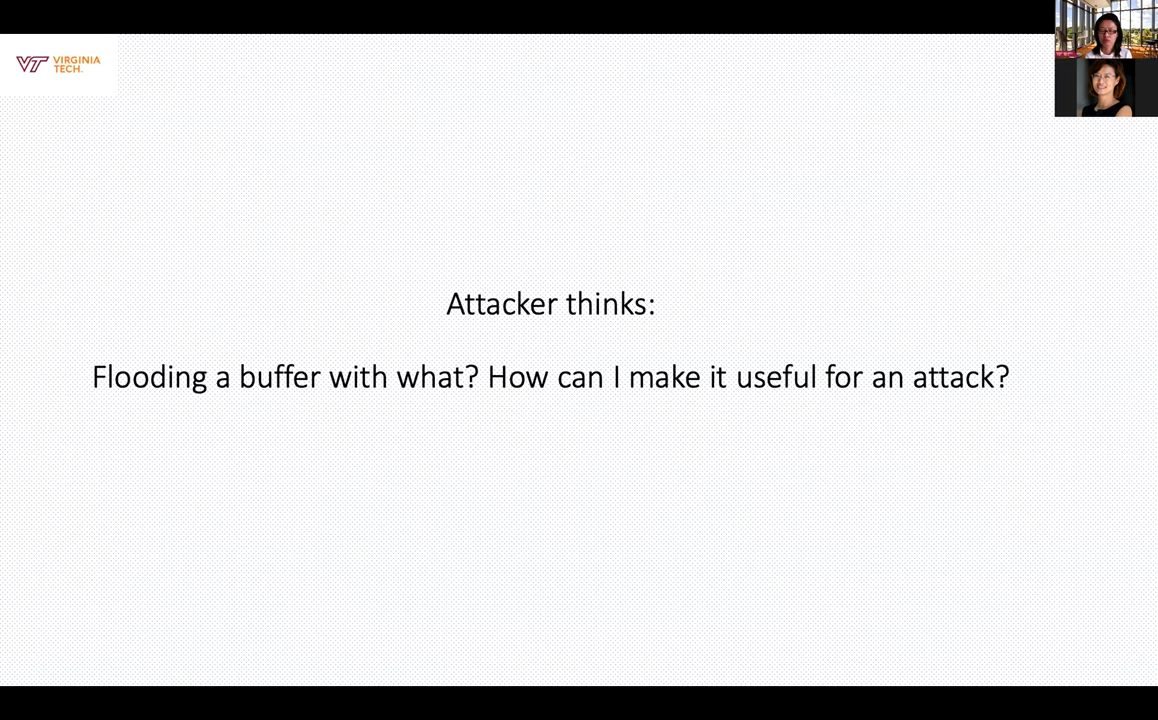 VIRGINIA
TECH.
Attacker thinks:
Flooding a buffer with what? How can I make it useful for an attack?